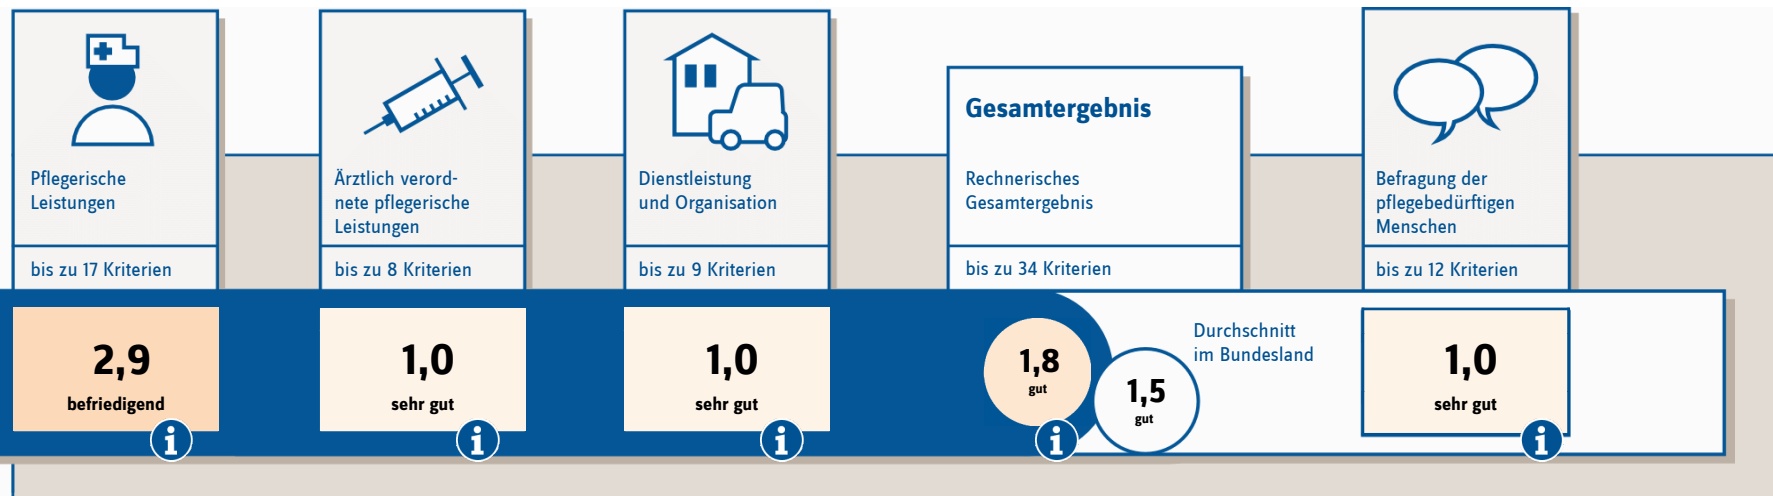 Pflegerische
Leistungen
bis zu 17 Kriterien
2,9
befriedigend
i
Ärztlich verord-
nete pflegerische
Leistungen
bis zu 8 Kriterien
1,0
sehr gut
i
Dienstleistung
und Organisation
bis zu 9 Kriterien
1,0
sehr gut
i
Gesamtergebnis
Rechnerisches
Gesamtergebnis
bis zu 34 Kriterien
1,8
gut
i
1,5
gut
Durchschnitt
im Bundesland
Befragung der
pflegebedürftigen
Menschen
bis zu 12 Kriterien
1,0
sehr gut
i